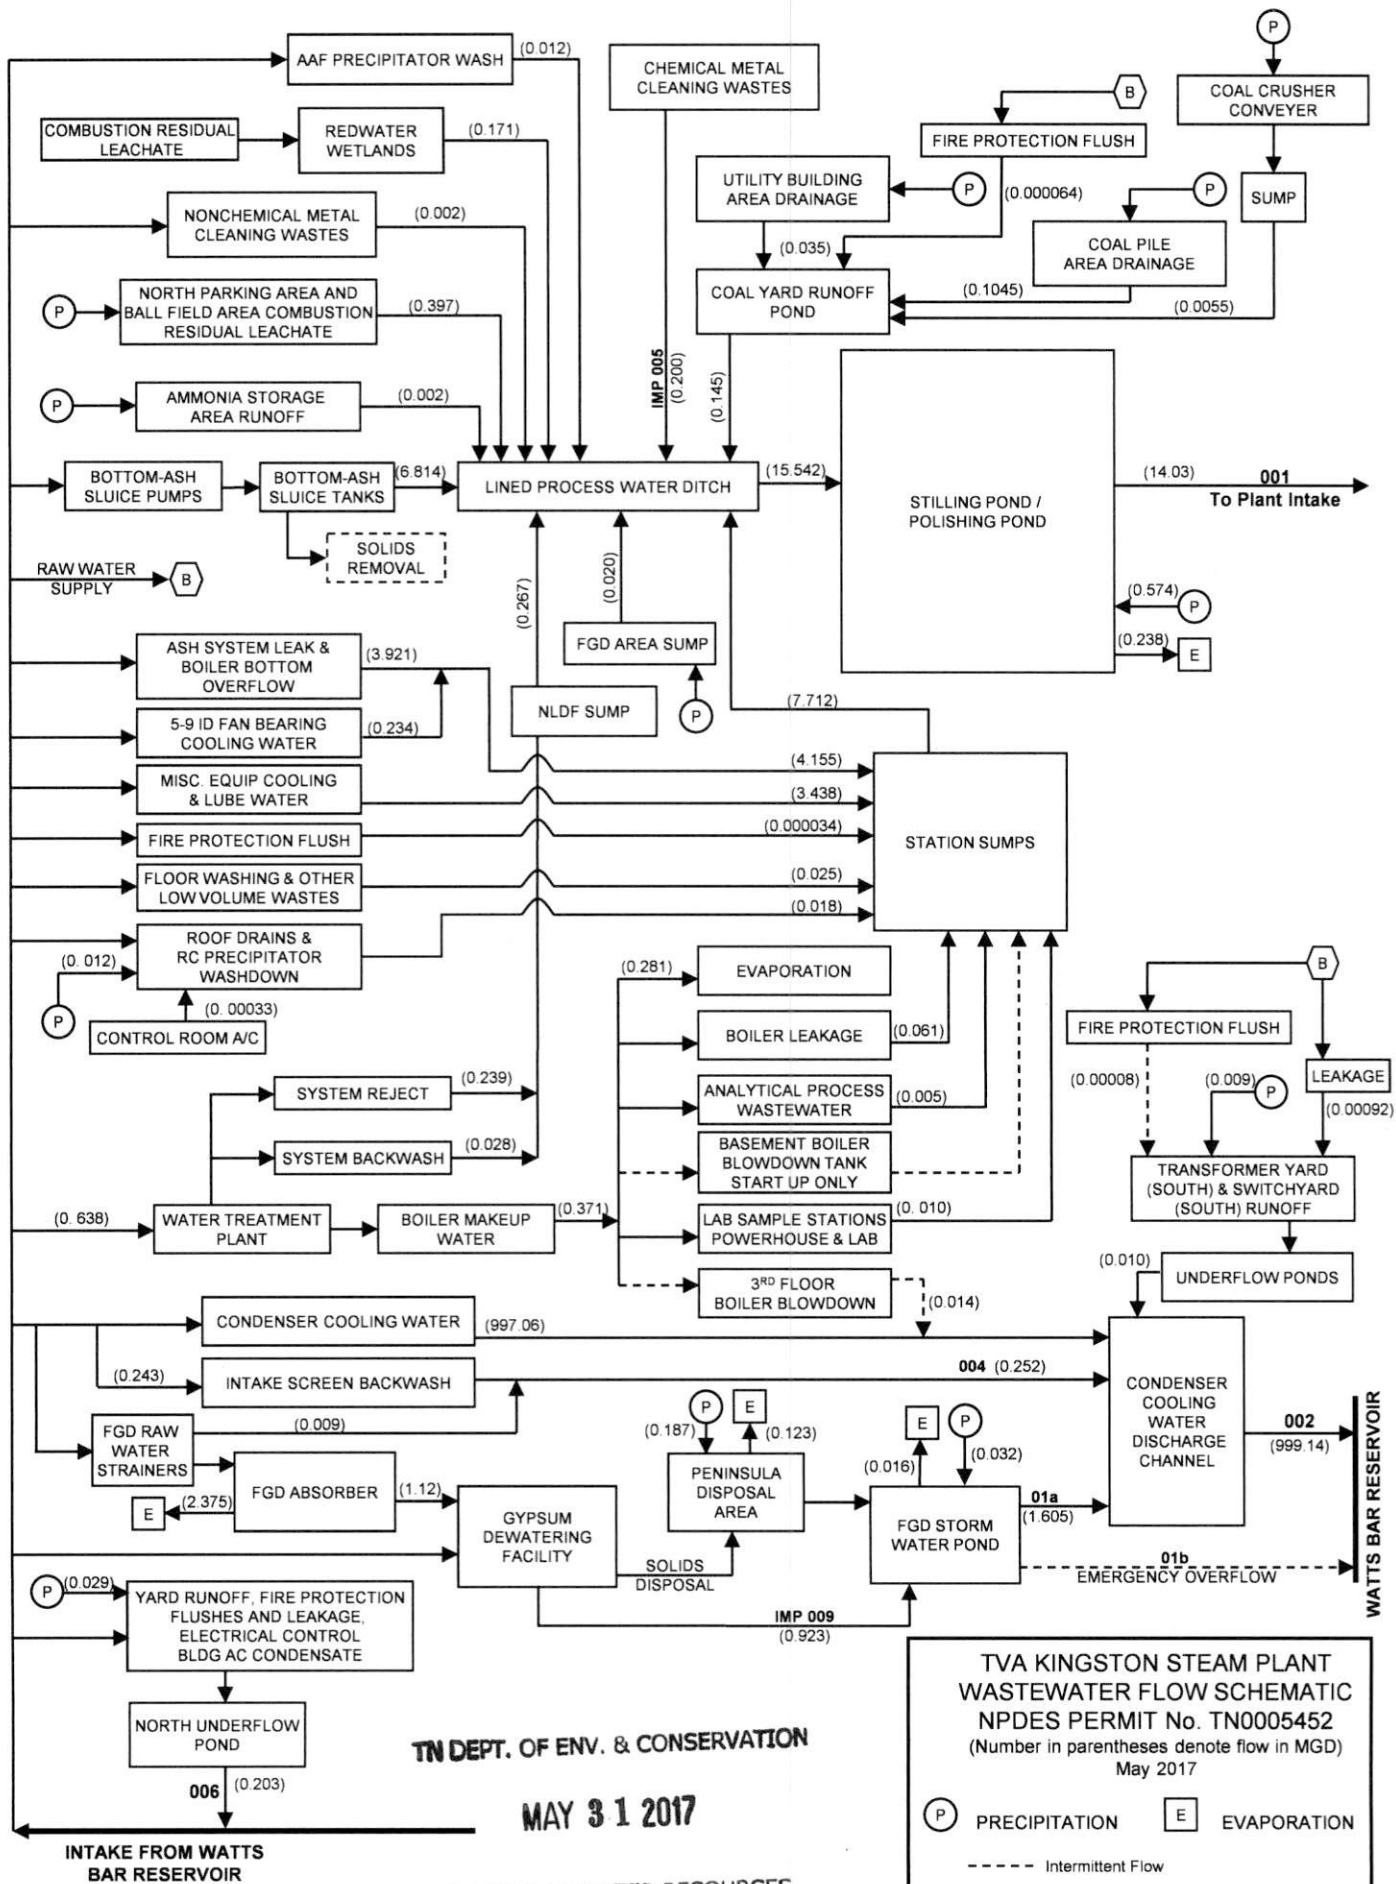 AAF PRECIPITATOR WASH
(0.012)
CHEMICAL METAL
CLEANING WASTES
P
COAL CRUSHER
CONVEYER
B
COMBUSTION RESIDUAL
LEACHATE
REDWATER
WETLANDS
(0.171)
FIRE PROTECTION FLUSH
UTILITY BUILDING
AREA DRAINAGE
P
(0.000064)
P
SUMP
NONCHEMICAL METAL
CLEANING WASTES
(0.002)
(0.035)
COAL PILE
AREA DRAINAGE
P
NORTH PARKING AREA AND
BALL FIELD AREA COMBUSTION
RESIDUAL LEACHATE
(0.397)
COAL YARD RUNOFF
POND
(0.1045)
(0.0055)
IMP 005
(0.200)
(0.145)
P
AMMONIA STORAGE
AREA RUNOFF
(0.002)
BOTTOM-ASH
SLUICE PUMPS
BOTTOM-ASH
SLUICE TANKS
(6.814)
LINED PROCESS WATER DITCH
(15.542)
STILLING POND /
POLISHING POND
(14.03)
001
To Plant Intake
SOLIDS
REMOVAL
RAW WATER
SUPPLY
B
(0.267)
(0.020)
(0.574)
P
(0.238)
E
FGD AREA SUMP
P
ASH SYSTEM LEAK &
BOILER BOTTOM
OVERFLOW
(3.921)
NLDF SUMP
(7.712)
5-9 ID FAN BEARING
COOLING WATER
(0.234)
(4.155)
MISC. EQUIP COOLING
& LUBE WATER
(3.438)
FIRE PROTECTION FLUSH
(0.000034)
STATION SUMPS
FLOOR WASHING & OTHER
LOW VOLUME WASTES
(0.025)
(0.018)
ROOF DRAINS &
RC PRECIPITATOR
WASHDOWN
(0. 012)
P
(0. 00033)
CONTROL ROOM A/C
(0.281)
EVAPORATION
B
BOILER LEAKAGE
(0.061)
FIRE PROTECTION FLUSH
LEACKAGE
(0.00008)
(0.009)
P
(0.00092)
SYSTEM REJECT
(0.239)
ANALYTICAL PROCESS
WASTEWATER
(0.005)
SYSTEM BACKWASH
(0.028)
BASEMENT BOILER
BLOWDOWN TANK
START UP ONLY
TRANSFORMER YARD
(SOUTH) & SWITCHYARD
(SOUTH) RUNOFF
(0. 638)
WATER TREATMENT
PLANT
BOILER MAKEUP
WATER
(0.371)
LAB SAMPLE STATIONS
POWERHOUSE & LAB
(0. 010)
(0.010)
UNDERFLOW PONDS
3RD FLOOR
BOILER BLOWDOWN
(0.014)
CONDENSER COOLING WATER
(997.06)
(0.243)
INTAKE SCREEN BACKWASH
004 (0.252)
CONDENSER
COOLING
WATER
DISCHARGE
CHANNEL
002
(999.14)
WATTS BAR RESERVOIR
FGD RAW
WATER
STRAINERS
(0.009)
P
E
(0.187)
(0.123)
E
P
(0.016)
(0.032)
FGD ABSORBER
(1.12)
E
(2.375)
PENINSULA
DISPOSAL
AREA
01a
(1.605)
GYPSUM
DEWATERING
FACILITY
FGD STORM
WATER POND
SOLIDS
DISPOSAL
01b
EMERGENCY OVERFLOW
IMP 009
(0.923)
P
(0.029)
YARD RUNOFF, FIRE PROTECTION
FLUSHES AND LEAKAGE,
ELECTRICAL CONTROL
BLDG AC CONDENSATE
NORTH UNDERFLOW
POND
006
(0.203)
INTAKE FROM WATTS
BAR RESERVOIR
TN DEPT. OF ENV. & CONSERVATION
MAY 3 1 2017
RESOURCES
TVA KINGSTON STEAM PLANT
WASTEWATER FLOW SCHEMATIC
NPDES PERMIT No. TN0005452
(Number in parentheses denote flow in MGD)
May 2017
P PRECIPITATION
E EVAPORATION
Intermittent Flow